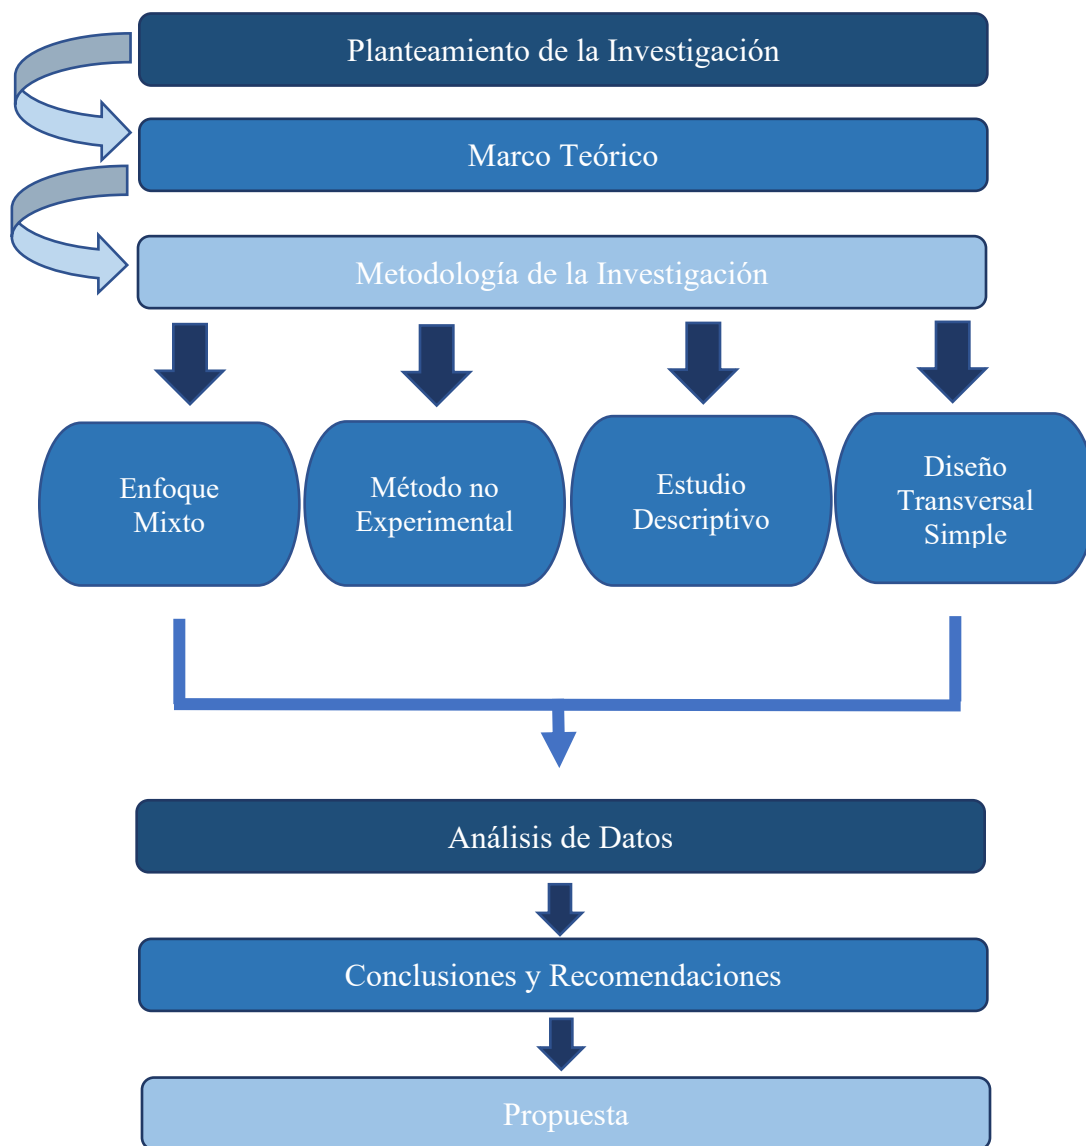 Planteamiento de la Investigación
Marco Teórico
Metodología de la Investigación
Enfoque
Mixto
Método no
Experimental
Estudio
Descriptivo
Diseño
Transversal
Simple
Análisis de Datos
Conclusiones y Recomendaciones
Propuesta